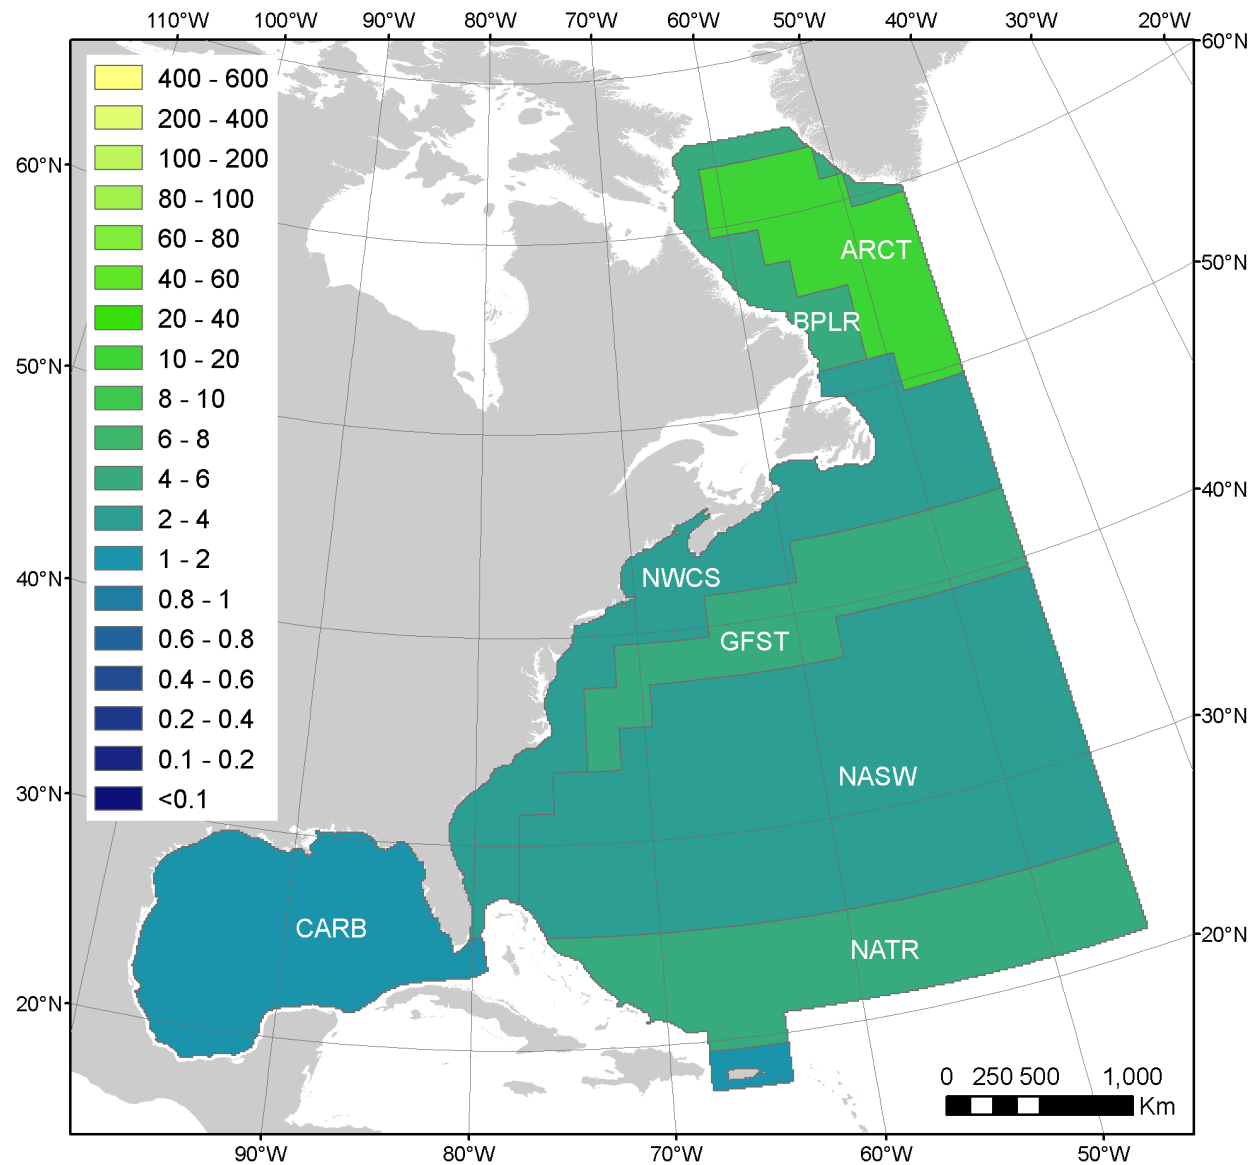 110°W 100°W 90°W 80°W 70°W 60°W 50°W 40°W 30°W 20°W
60°N
400 - 600
200 - 400
100 - 200
60°N
80 - 100
60 - 80
ARCT
50°N
40 - 60
20 - 40
BPLR
10 - 20
50°N
8 - 10
6 - 8
4 - 6
40°N
2 - 4
1 - 2
40°N
NWCS
0.8 - 1
0.6 - 0.8
GFST
0.4 - 0.6
0.2 - 0.4
30°N
0.1 - 0.2
NASW
30°N
<0.1
CARB
20°N
NATR
20°N
0 250 500 1,000
Km
90°W 80°W 70°W 60°W 50°W